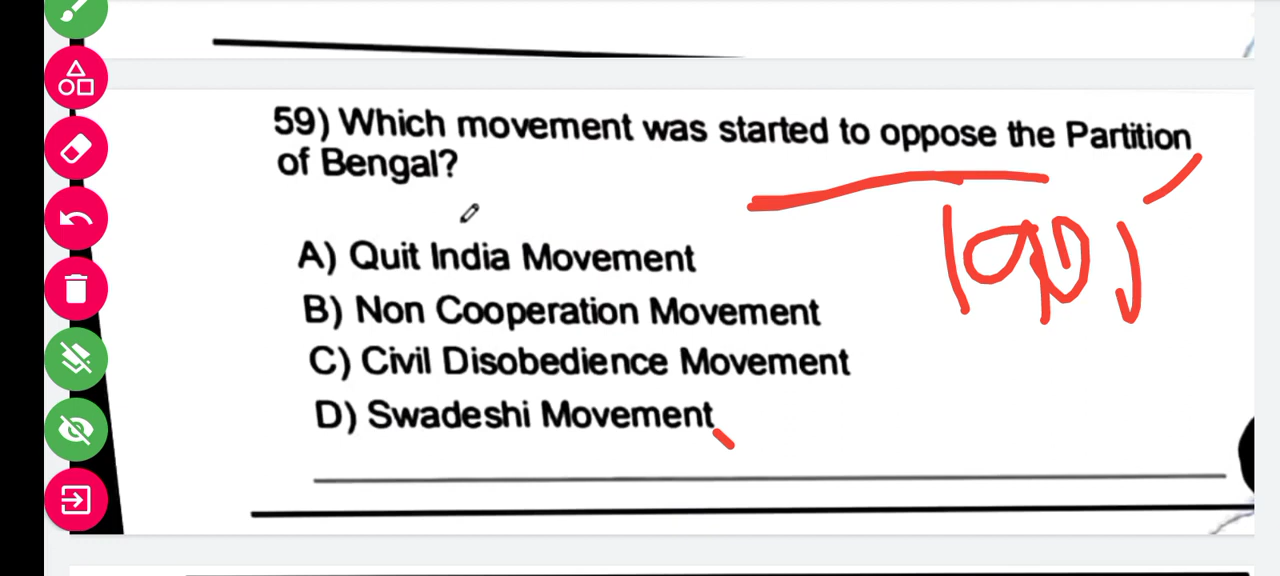 59) Which movement was started to oppose the Partition
of Bengal?
1905
A) Quit India Movement
B) Non Cooperation Movement
C) Civil Disobedience Movement
D) Swadeshi Movement